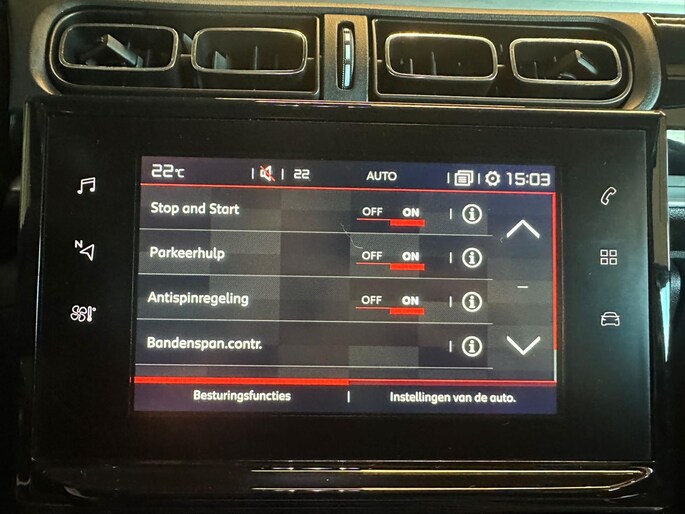 22°C 22 AUTO 15:03
Stop and Start OFF ON
Parkeerhulp OFF ON
N
Antispinregeling OFF ON
Bandenspan.contr.
Besturingsfuncties Instellingen van de auto.